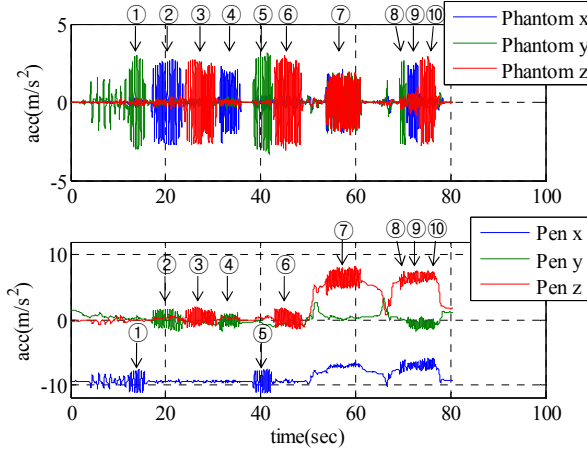 ① ② ③ ④ ⑤ ⑥ ⑦ ⑧ ⑨ ⑩
Phantom x
Phantom y
Phantom z
acc(m/s²)
5
0
-5
0 20 40 60 80 100
② ③ ④ ⑥ ⑦ ⑧ ⑨ ⑩
① ⑤
Pen x
Pen y
Pen z
acc(m/s²)
10
0
-10
0 20 40 60 80 100
time(sec)